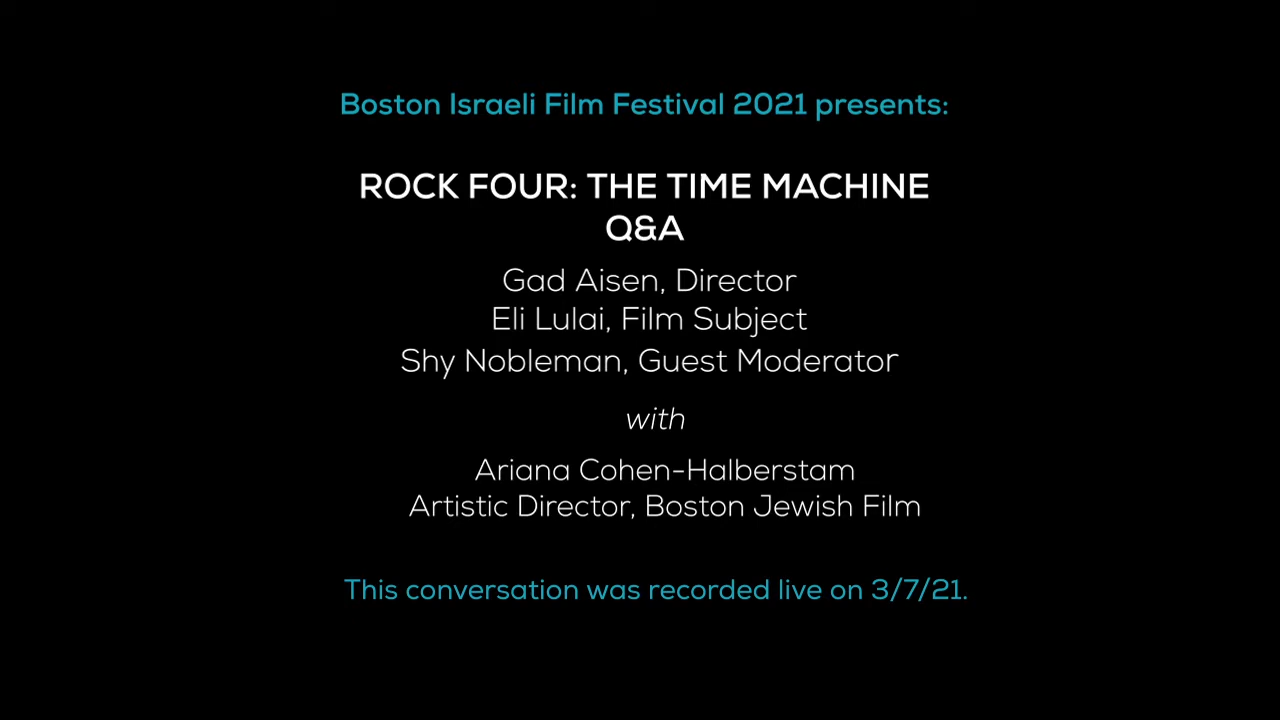 Boston Israeli Film Festival 2021 presents:
ROCK FOUR: THE TIME MACHINE
Q&A
Gad Aisen, Director
Eli Lulai, Film Subject
Shy Nobleman, Guest Moderator
with
Ariana Cohen-Halberstam
Artistic Director, Boston Jewish Film
This conversation was recorded live on 3/7/21.